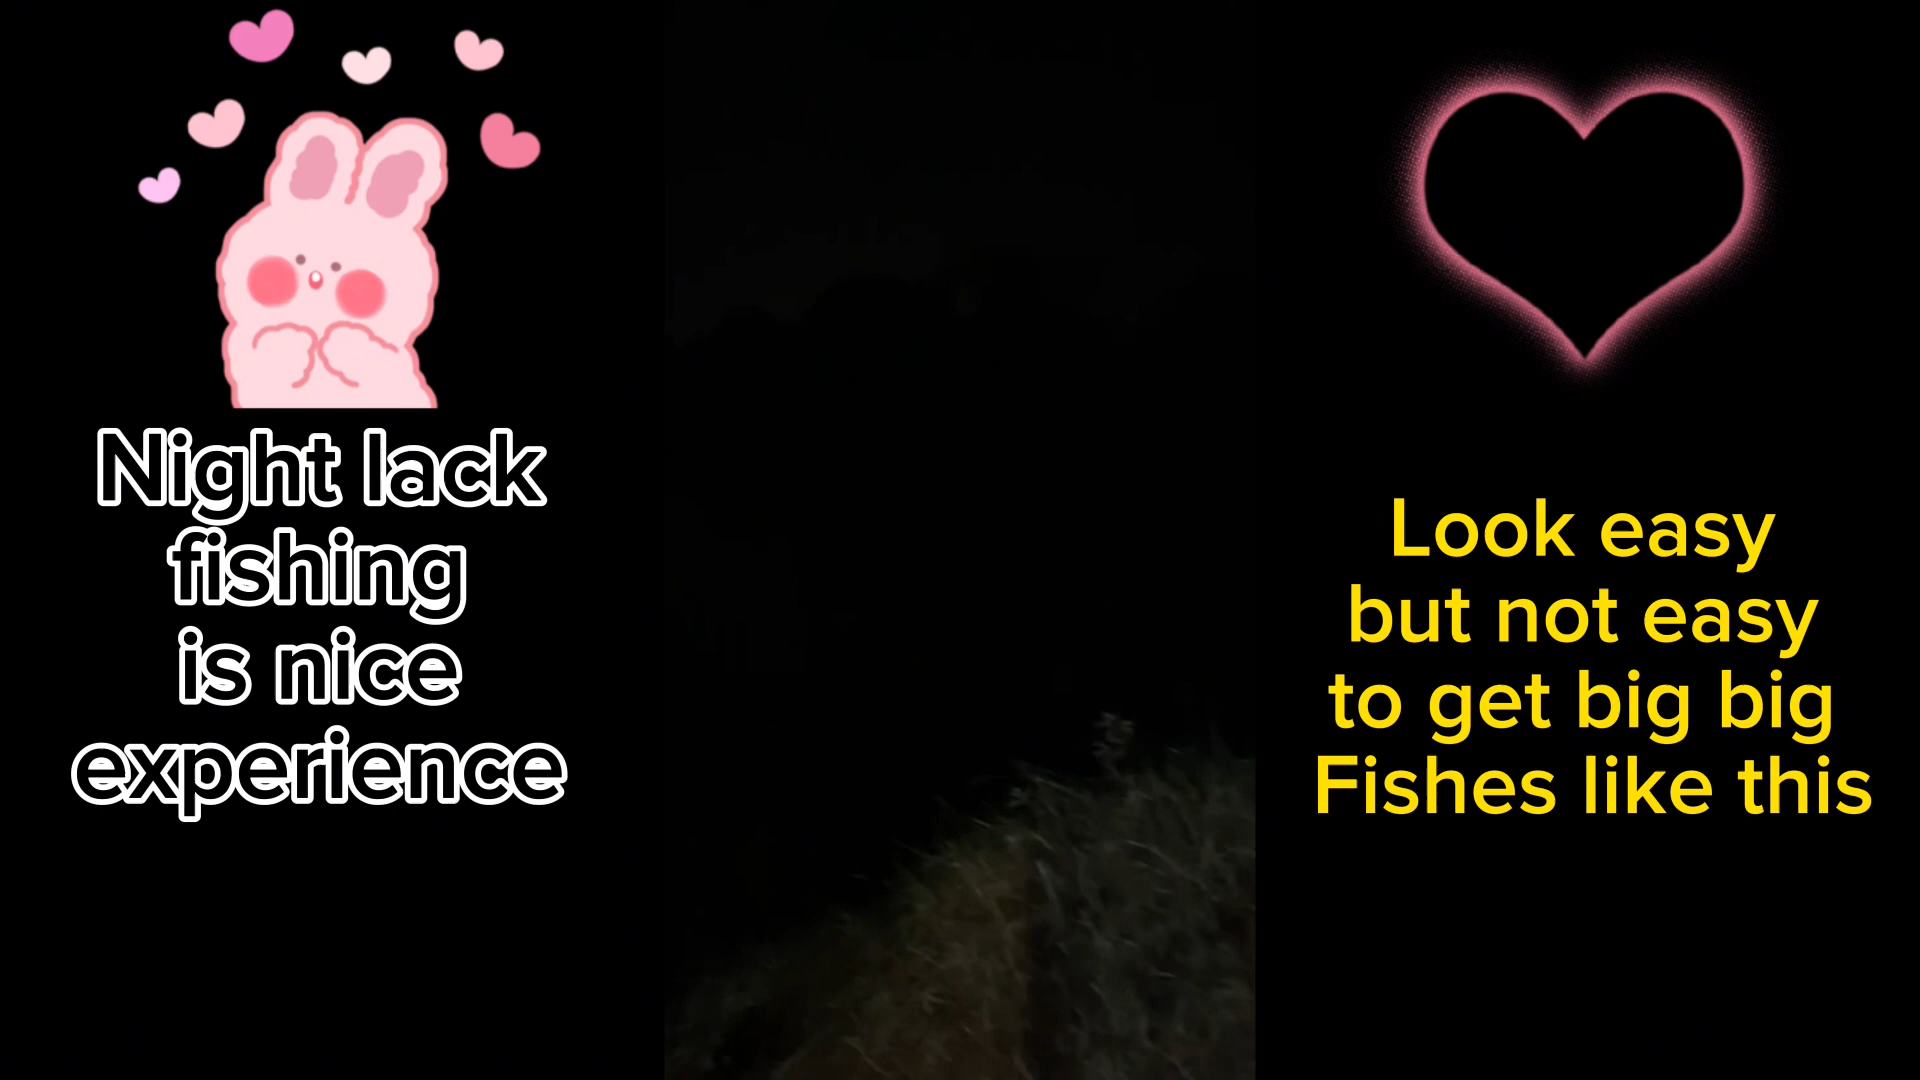 Night lack
fishing
is nice
experience
Look easy
but not easy
to get big big
Fishes like this